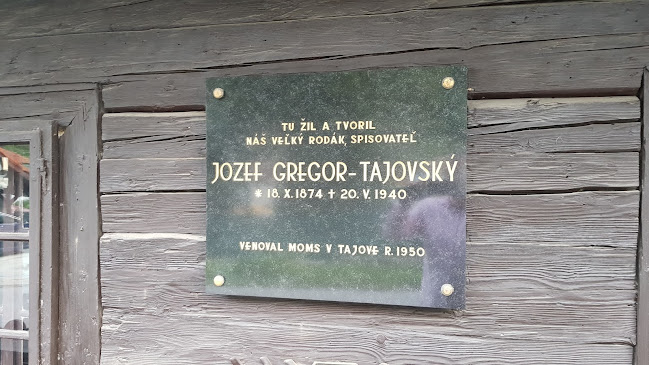 TU ŽIL A TVORIL
NÁŠ VEĽKÝ RODÁK, SPISOVATEĽ
JOZEF GREGOR-TAJOVSKÝ
* 18. X. 1874 + 20. V. 1940
VENOVAL MOMS V TAJOVE R. 1950